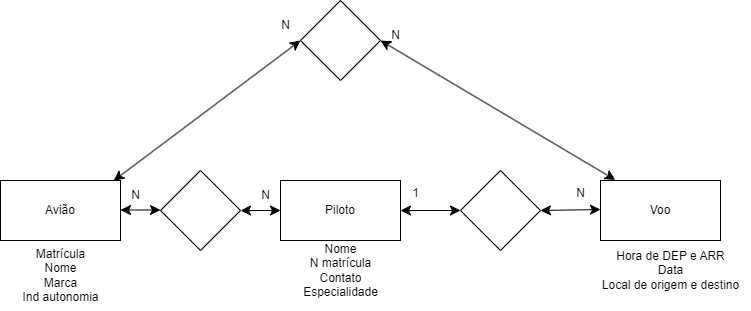 N
N
N
N
1
N
Avião
Piloto
Voo
Matrícula
Nome
Marca
Ind autonomia
Nome
N matrícula
Contato
Especialidade
Hora de DEP e ARR
Data
Local de origem e destino